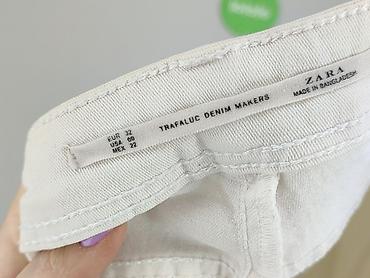 ZARA
MADE IN BANGLADESH
TRAFALUC DENIM MAKERS
EUR 32
USA 00
MEX 22